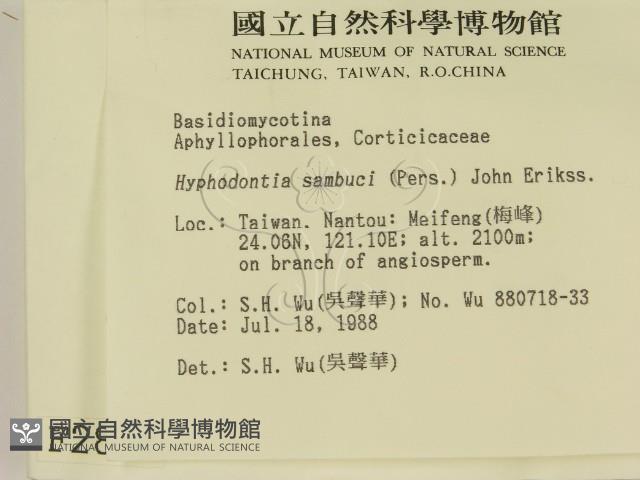 國立自然科學博物館
NATIONAL MUSEUM OF NATURAL SCIENCE
TAICHUNG, TAIWAN, R.O.CHINA
Basidiomycotina
Aphyllophorales, Corticicaceae
Hyphodontia sambuci (Pers.) John Erikss.
Loc.: Taiwan. Nantou: Meifeng(梅峰)
24.06N, 121.10E; alt. 2100m;
on branch of angiosperm.
Col.: S.H. Wu(吳聲華); No. Wu 880718-33
Date: Jul. 18, 1988
Det.: S.H. Wu(吳聲華)
國立自然科學博物館
NATIONAL MUSEUM OF NATURAL SCIENCE